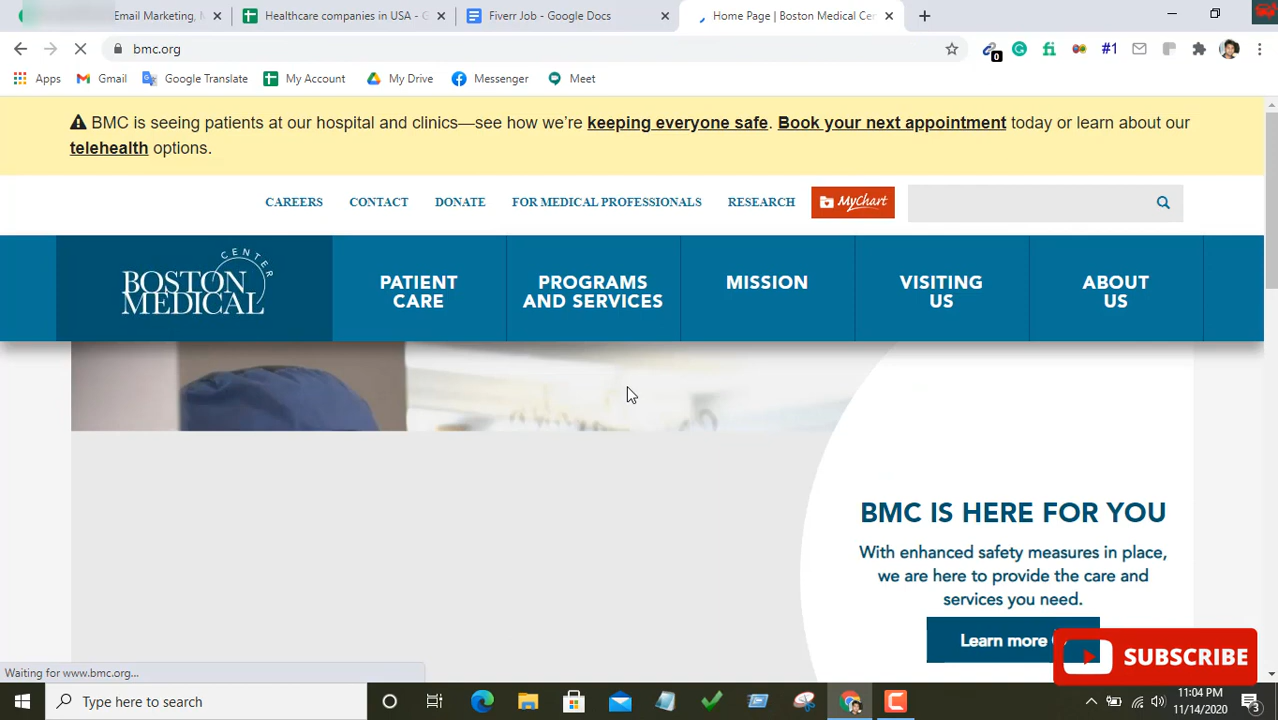 Email Marketing, M
Healthcare companies in USA - G
Fiverr Job - Google Docs
Home Page | Boston Medical Cen
bmc.org
0
#1
Apps
Gmail
Google Translate
My Account
My Drive
Messenger
Meet
BMC is seeing patients at our hospital and clinics—see how we're keeping everyone safe. Book your next appointment today or learn about our
telehealth options.
CAREERS
CONTACT
DONATE
FOR MEDICAL PROFESSIONALS
RESEARCH
MyChart
BOSTON
MEDICAL
CENTER
PATIENT
CARE
PROGRAMS
AND SERVICES
MISSION
VISITING
US
ABOUT
US
BMC IS HERE FOR YOU
With enhanced safety measures in place,
we are here to provide the care and
services you need.
Learn more
SUBSCRIBE
Waiting for www.bmc.org...
Type here to search
11:04 PM
11/14/2020
3